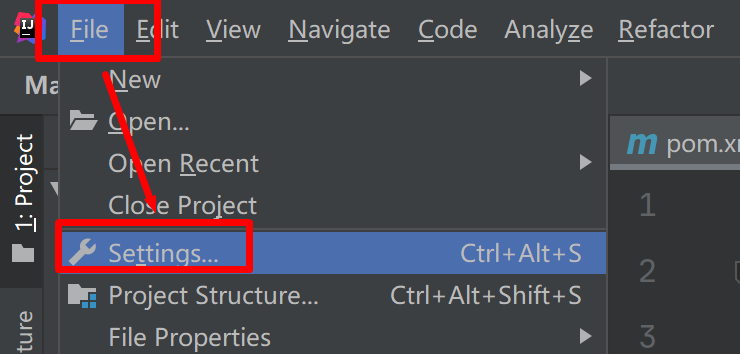 IJ File Edit View Navigate Code Analyze Refactor
Ma
New
Open...
Open Recent
Close Project
Settings... Ctrl+Alt+S
Project Structure... Ctrl+Alt+Shift+S
File Properties
1: Project
ture
m pom.x
1
2
3